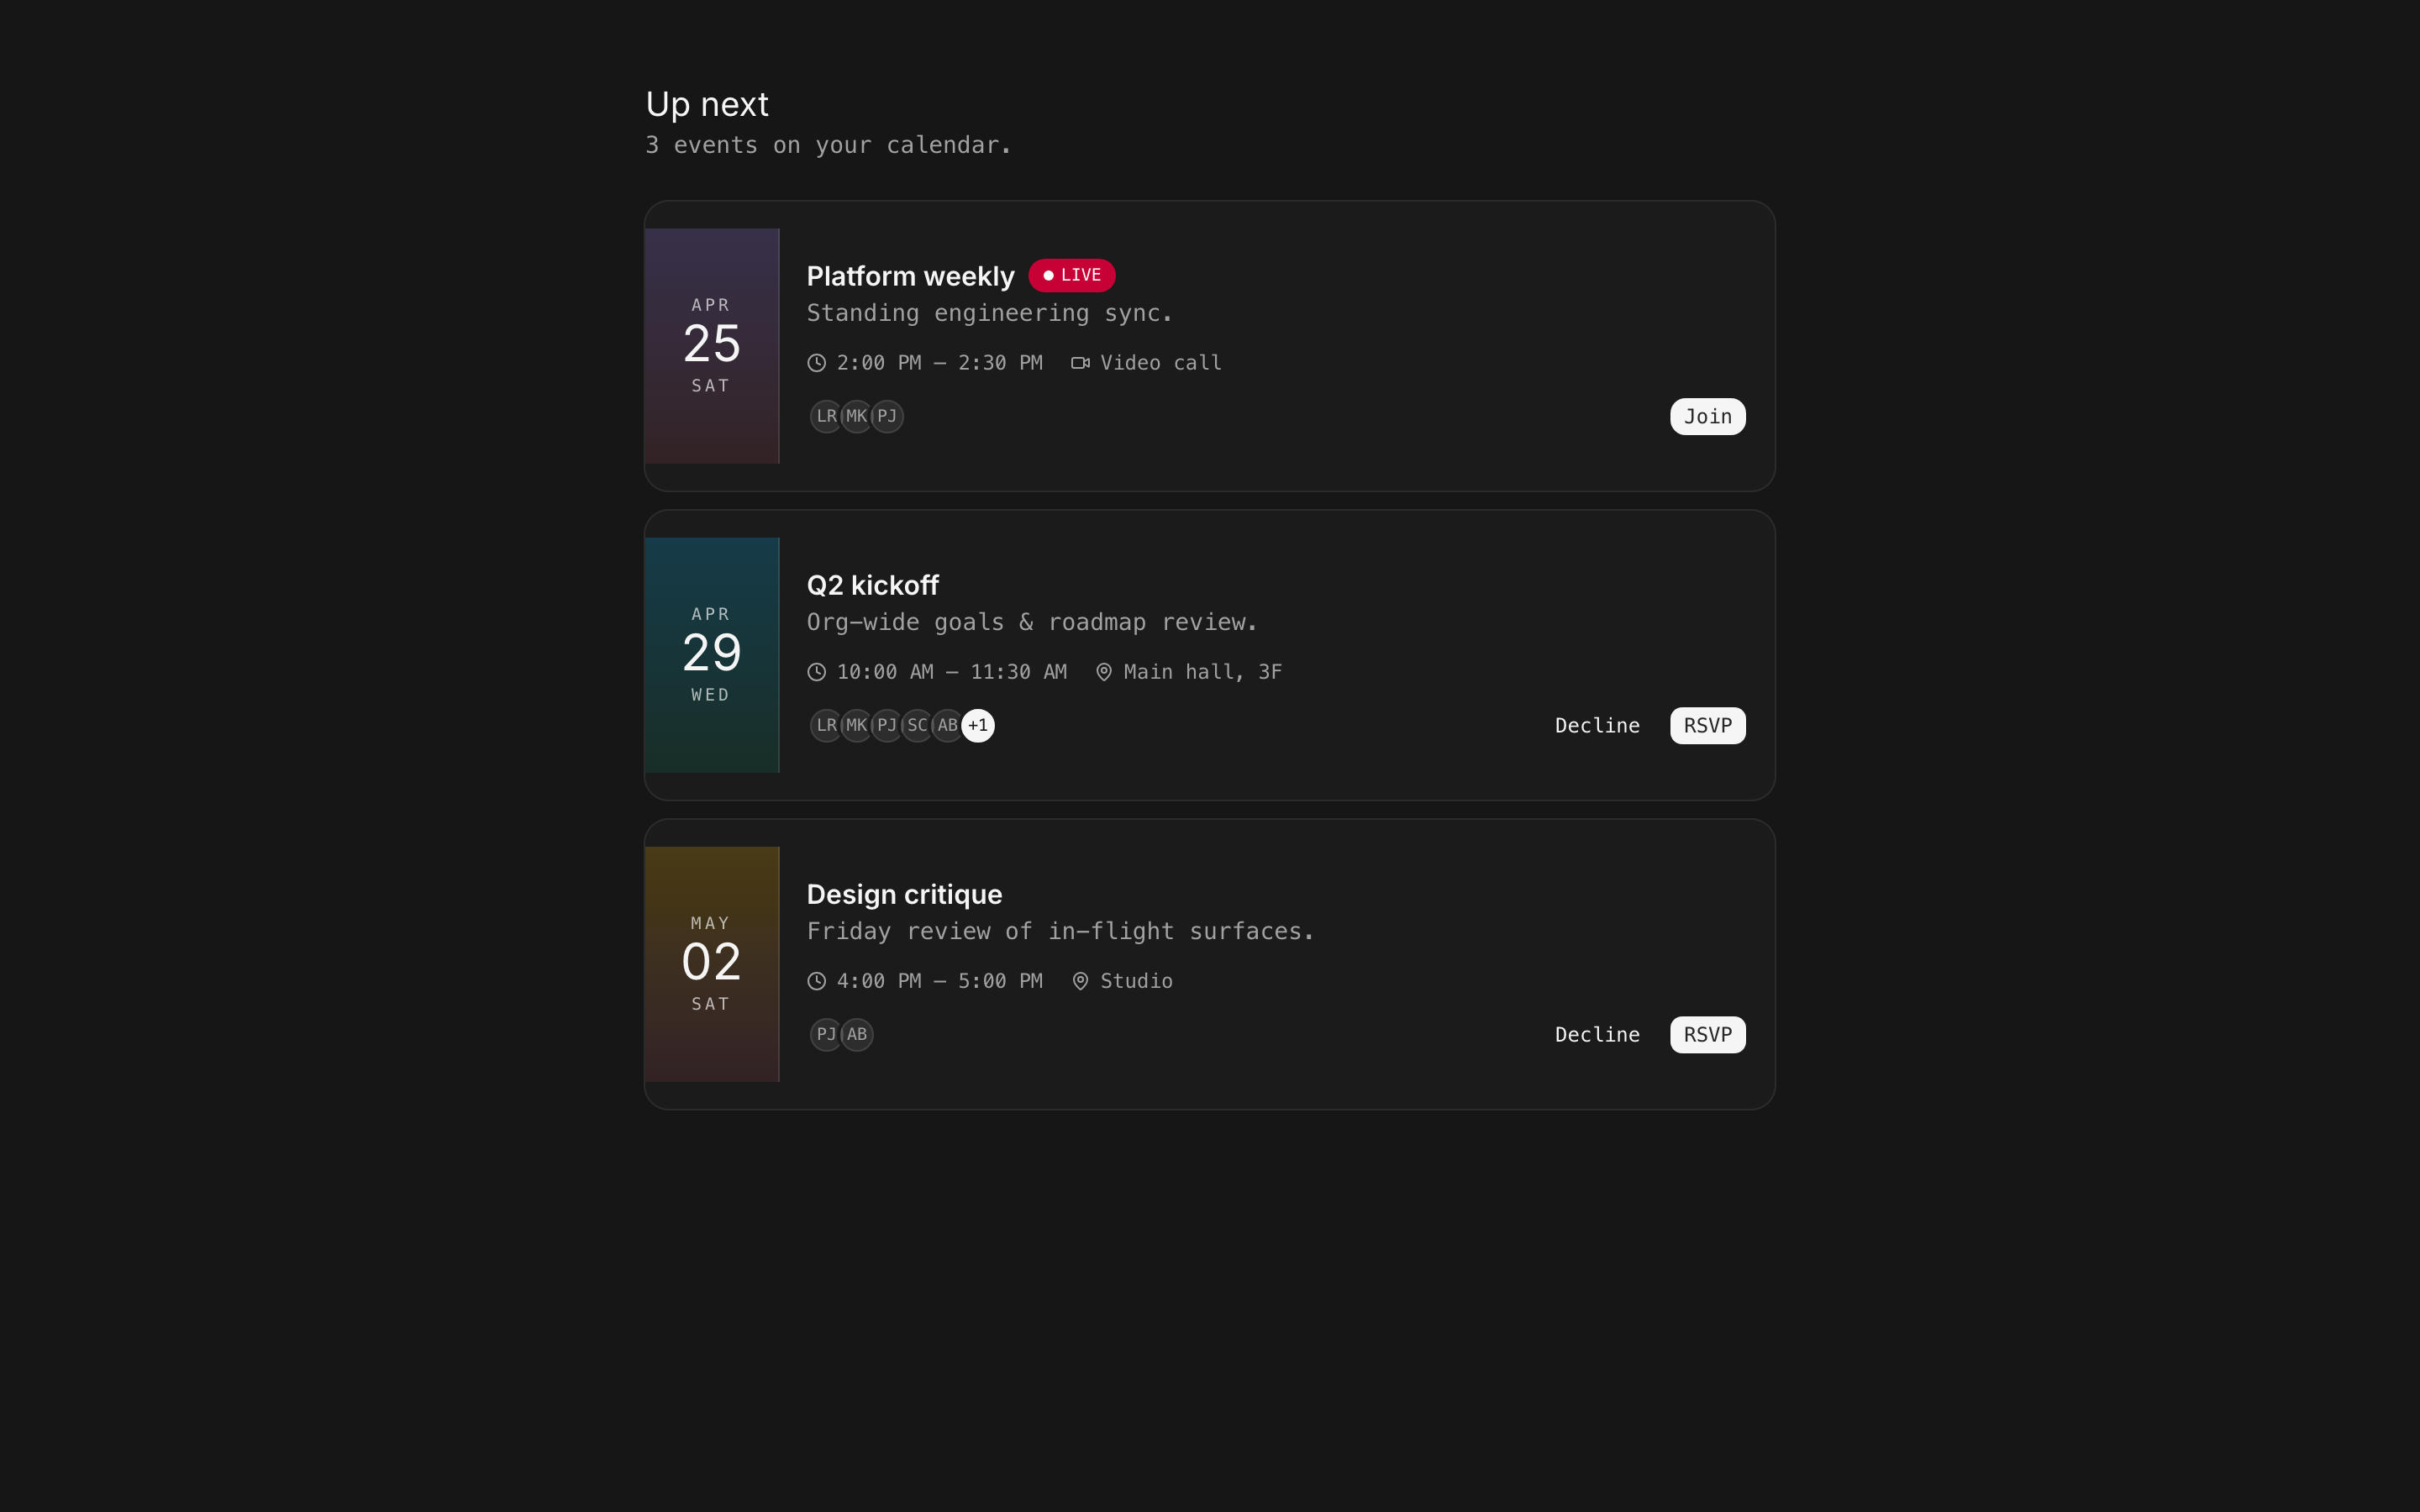 Up next
3 events on your calendar.
APR
25
SAT
Platform weekly LIVE
Standing engineering sync.
2:00 PM – 2:30 PM Video call
LR MK PJ
Join
APR
29
WED
Q2 kickoff
Org-wide goals & roadmap review.
10:00 AM – 11:30 AM Main hall, 3F
LR MK PJ SC AB +1
Decline RSVP
MAY
02
SAT
Design critique
Friday review of in-flight surfaces.
4:00 PM – 5:00 PM Studio
PJ AB
Decline RSVP